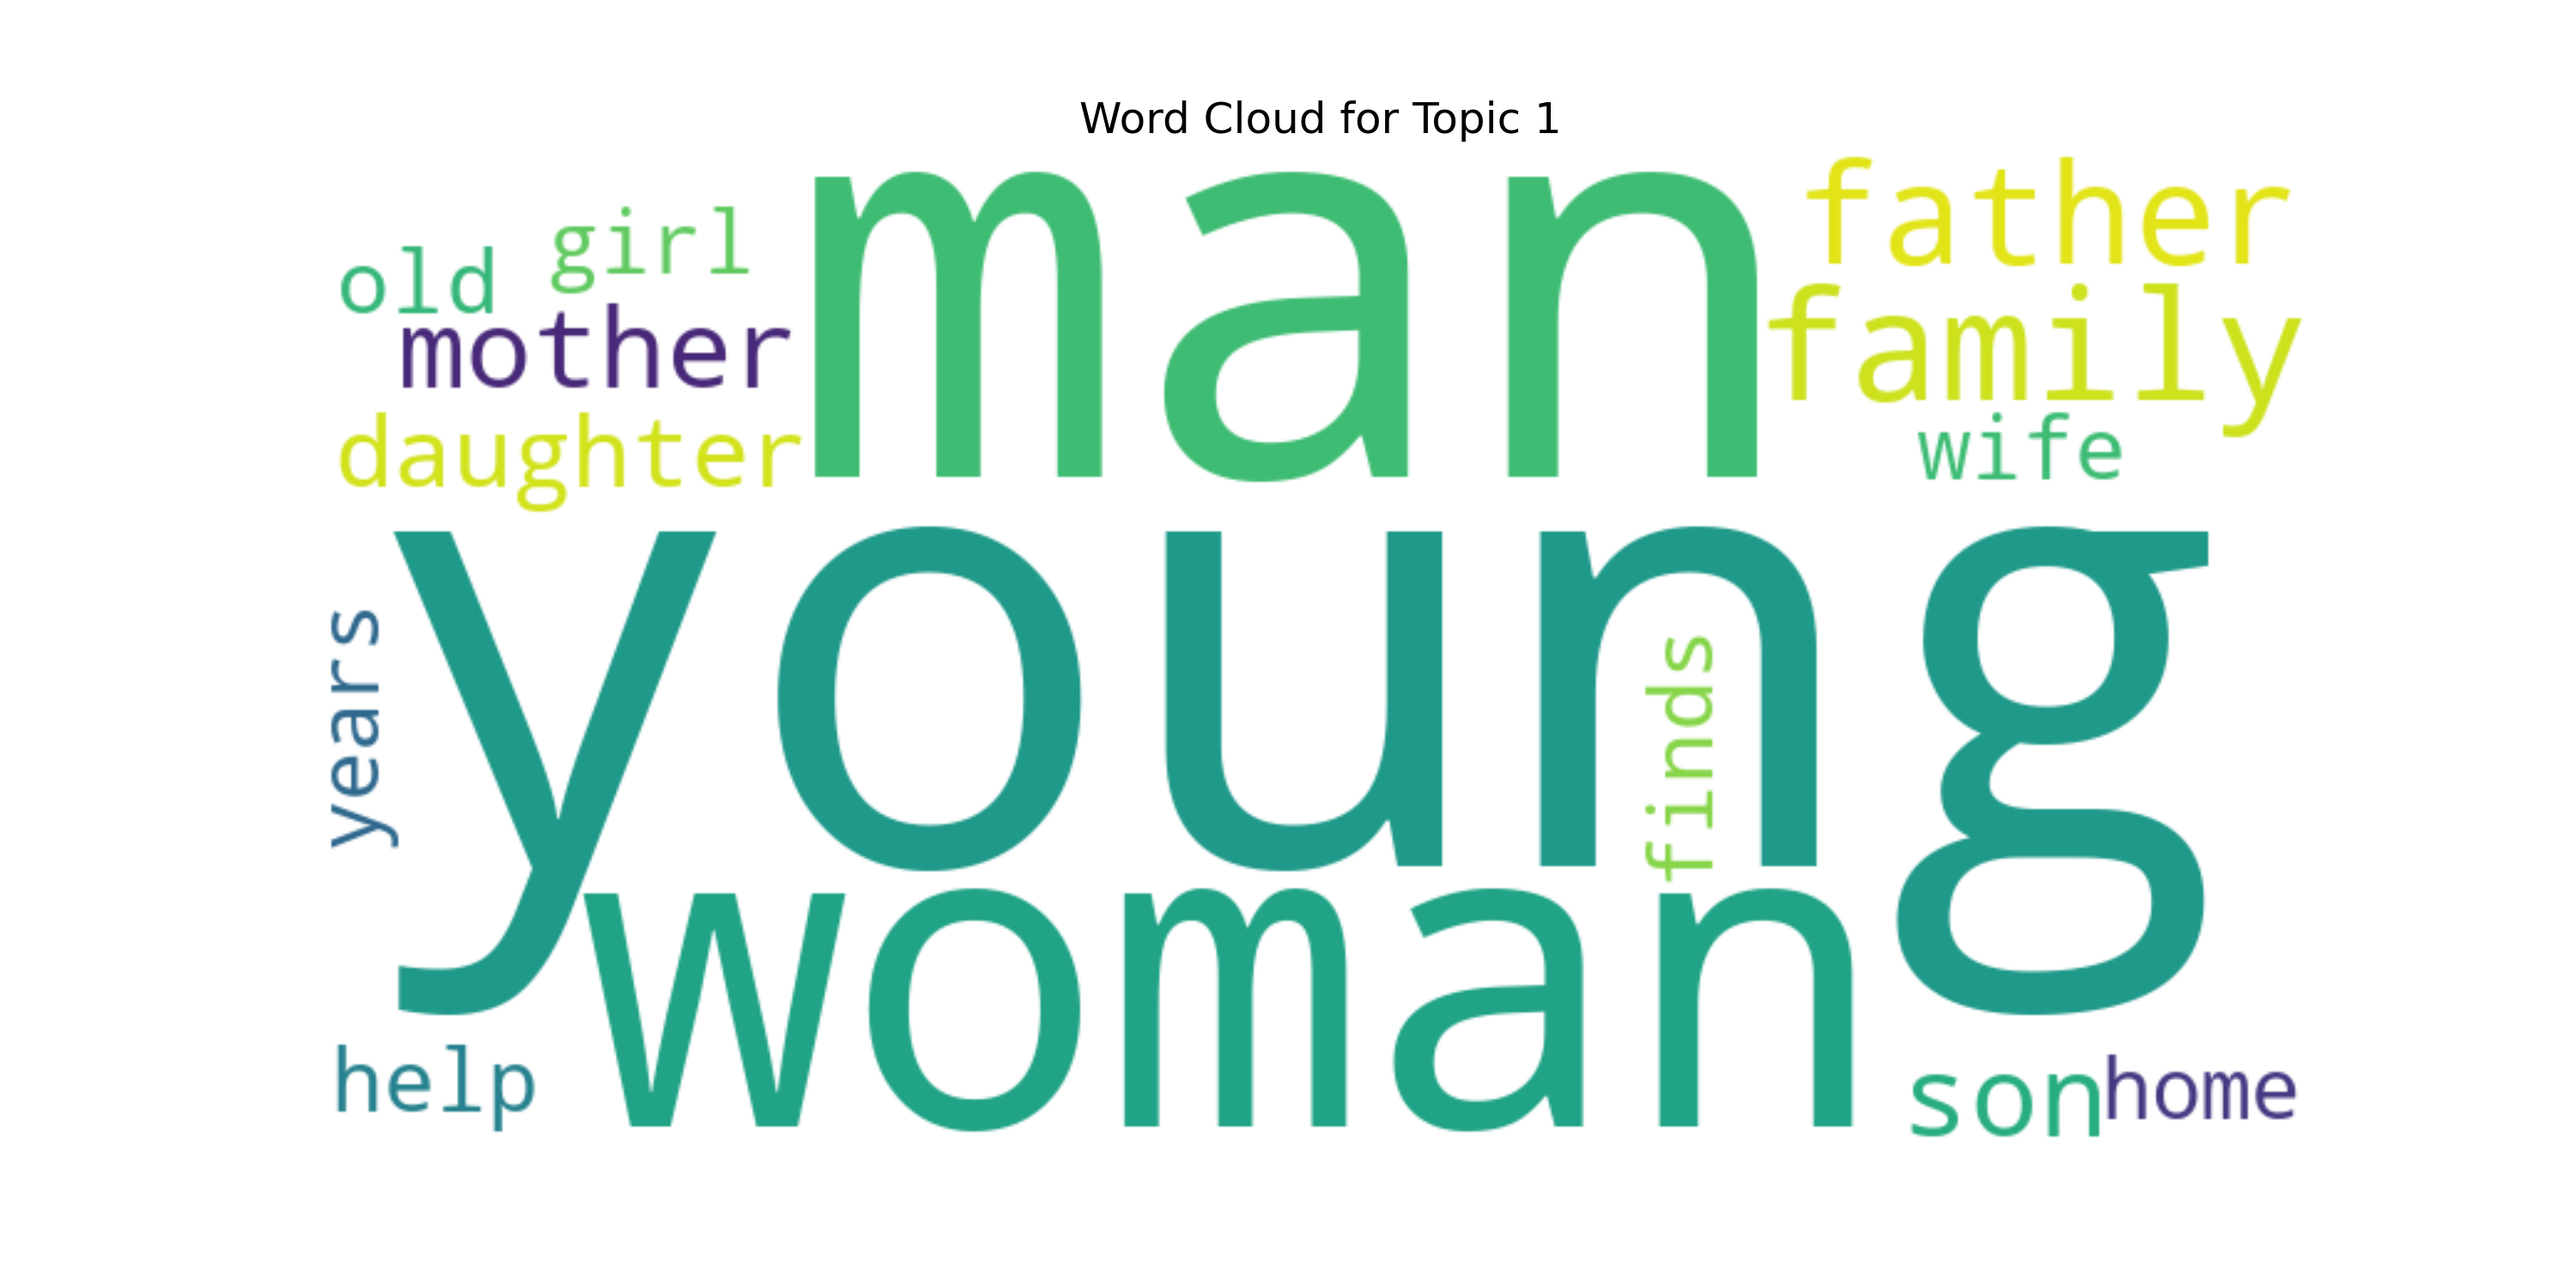 Word Cloud for Topic 1
man
father
girl
old
family
mother
daughter
wife
young
years
finds
woman
help
son
home